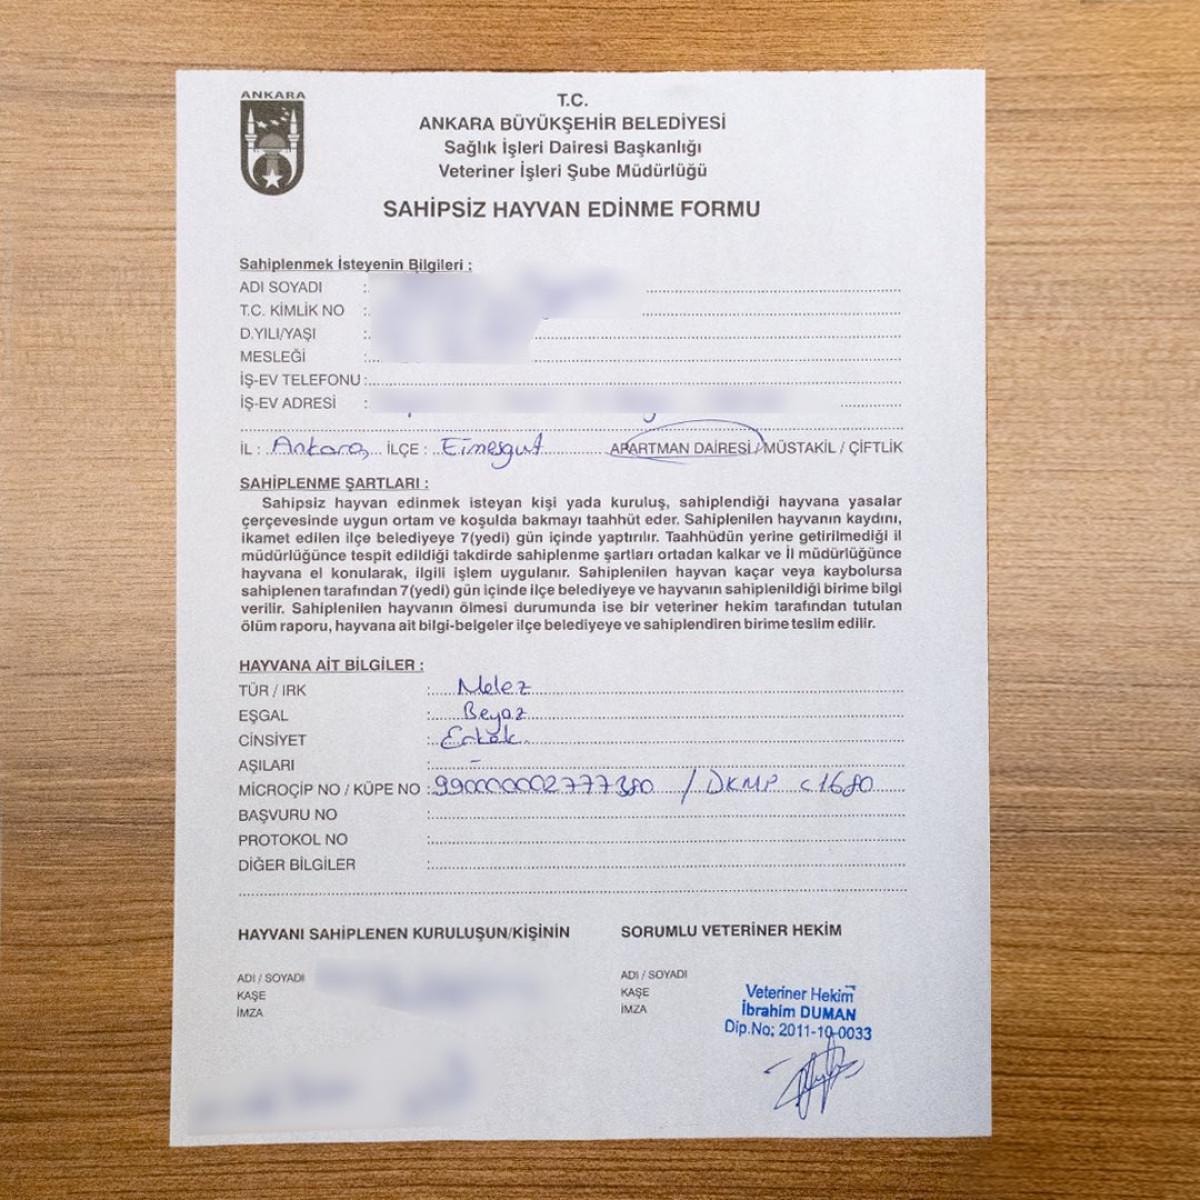 ANKARA
T.C.
ANKARA BÜYÜKŞEHİR BELEDİYESİ
Sağlık İşleri Dairesi Başkanlığı
Veteriner İşleri Şube Müdürlüğü
SAHİPSİZ HAYVAN EDİNME FORMU
Sahiplenmek İsteyenin Bilgileri :
ADI SOYADI :
T.C. KİMLİK NO :
D.YILI/YAŞI :
MESLEĞİ :
İŞ-EV TELEFONU :
İŞ-EV ADRESİ :
İL : Ankara İLÇE : Etimesgut APARTMAN DAİRESİ / MÜSTAKİL / ÇİFTLİK
SAHİPLENME ŞARTLARI :
Sahipsiz hayvan edinmek isteyan kişi yada kuruluş, sahiplendiği hayvana yasalar
çerçevesinde uygun ortam ve koşulda bakmayı taahhüt eder. Sahiplenilen hayvanın kaydını,
ikamet edilen ilçe belediyeye 7(yedi) gün içinde yaptırılır. Taahhüdün yerine getirilmediği il
müdürlüğünce tespit edildiği takdirde sahiplenme şartları ortadan kalkar ve İl müdürlüğünce
hayvana el konularak, ilgili işlem uygulanır. Sahiplenilen hayvan kaçar veya kaybolursa
sahiplenen tarafından 7(yedi) gün içinde ilçe belediyeye ve hayvanın sahiplenildiği birime bilgi
verilir. Sahiplenilen hayvanın ölmesi durumunda ise bir veteriner hekim tarafından tutulan
ölüm raporu, hayvana ait bilgi-belgeler ilçe belediyeye ve sahiplendiren birime teslim edilir.
HAYVANA AİT BİLGİLER :
TÜR / IRK : Melez
EŞGAL : Beyaz
CİNSİYET : Erkek
AŞILARI : -
MİCROÇİP NO / KÜPE NO : 990000002777380 / DKMP c1680
BAŞVURU NO :
PROTOKOL NO :
DİĞER BİLGİLER :
HAYVANI SAHİPLENEN KURULUŞUN/KİŞİNİN
ADI / SOYADI
KAŞE
İMZA
SORUMLU VETERİNER HEKİM
ADI / SOYADI
KAŞE
İMZA
Veteriner Hekim
İbrahim DUMAN
Dip.No; 2011-10-0033